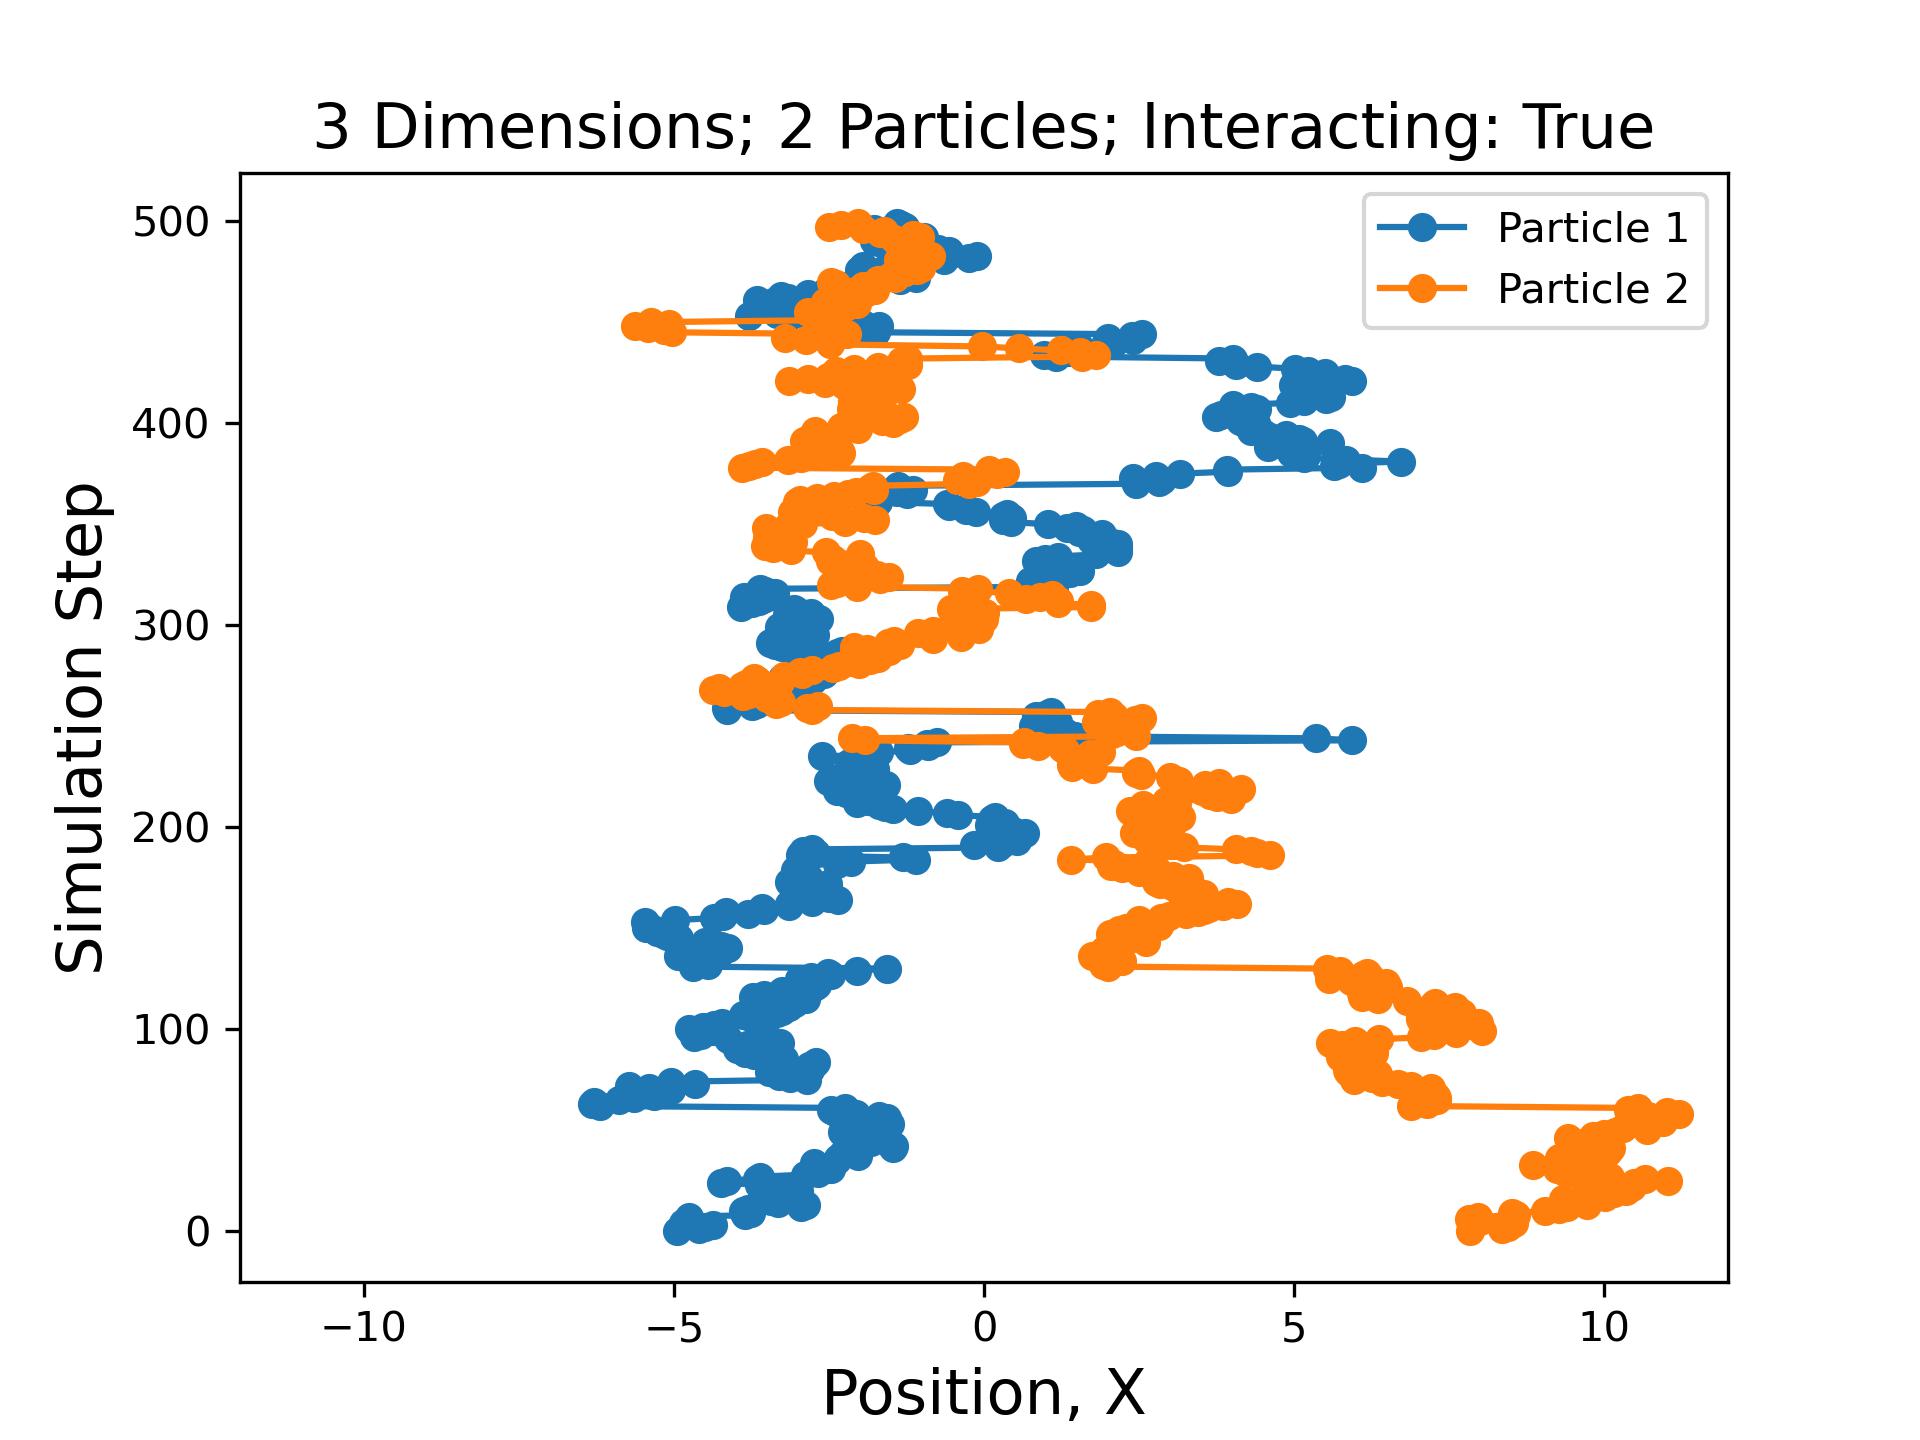 3 Dimensions; 2 Particles; Interacting: True
Particle 1
Particle 2
500
400
300
200
100
0
Simulation Step
−10
−5
0
5
10
Position, X